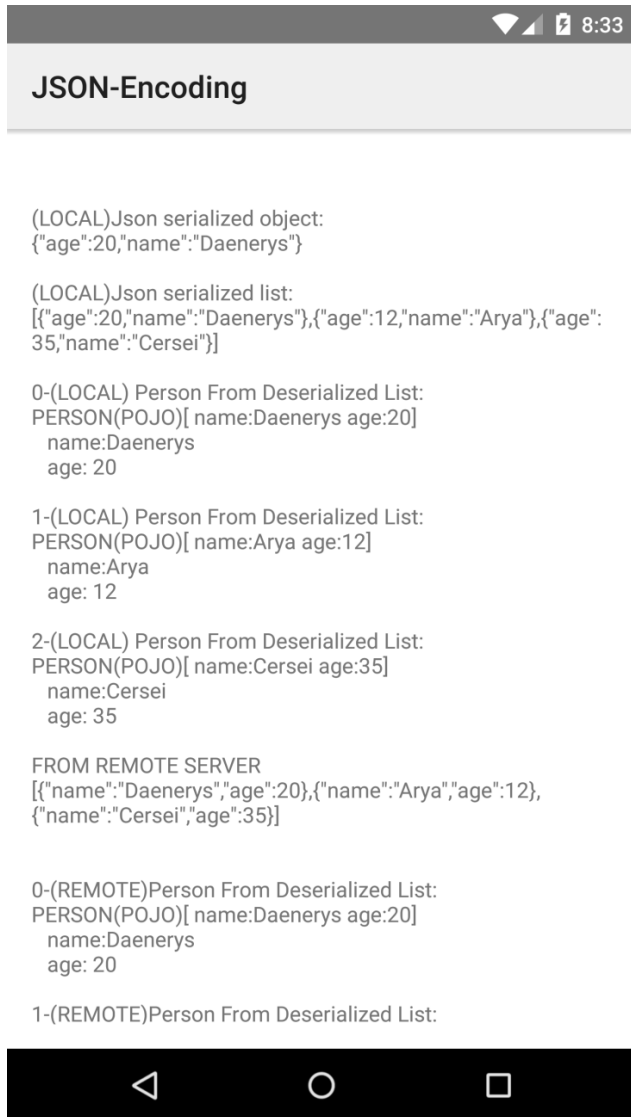 8:33
JSON-Encoding
(LOCAL)Json serialized object:
{"age":20,"name":"Daenerys"}
(LOCAL)Json serialized list:
[{"age":20,"name":"Daenerys"},{"age":12,"name":"Arya"},{"age":
35,"name":"Cersei"}]
0-(LOCAL) Person From Deserialized List:
PERSON(POJO)[ name:Daenerys age:20]
name:Daenerys
age: 20
1-(LOCAL) Person From Deserialized List:
PERSON(POJO)[ name:Arya age:12]
name:Arya
age: 12
2-(LOCAL) Person From Deserialized List:
PERSON(POJO)[ name:Cersei age:35]
name:Cersei
age: 35
FROM REMOTE SERVER
[{"name":"Daenerys","age":20},{"name":"Arya","age":12},
{"name":"Cersei","age":35}]
0-(REMOTE)Person From Deserialized List:
PERSON(POJO)[ name:Daenerys age:20]
name:Daenerys
age: 20
1-(REMOTE)Person From Deserialized List: